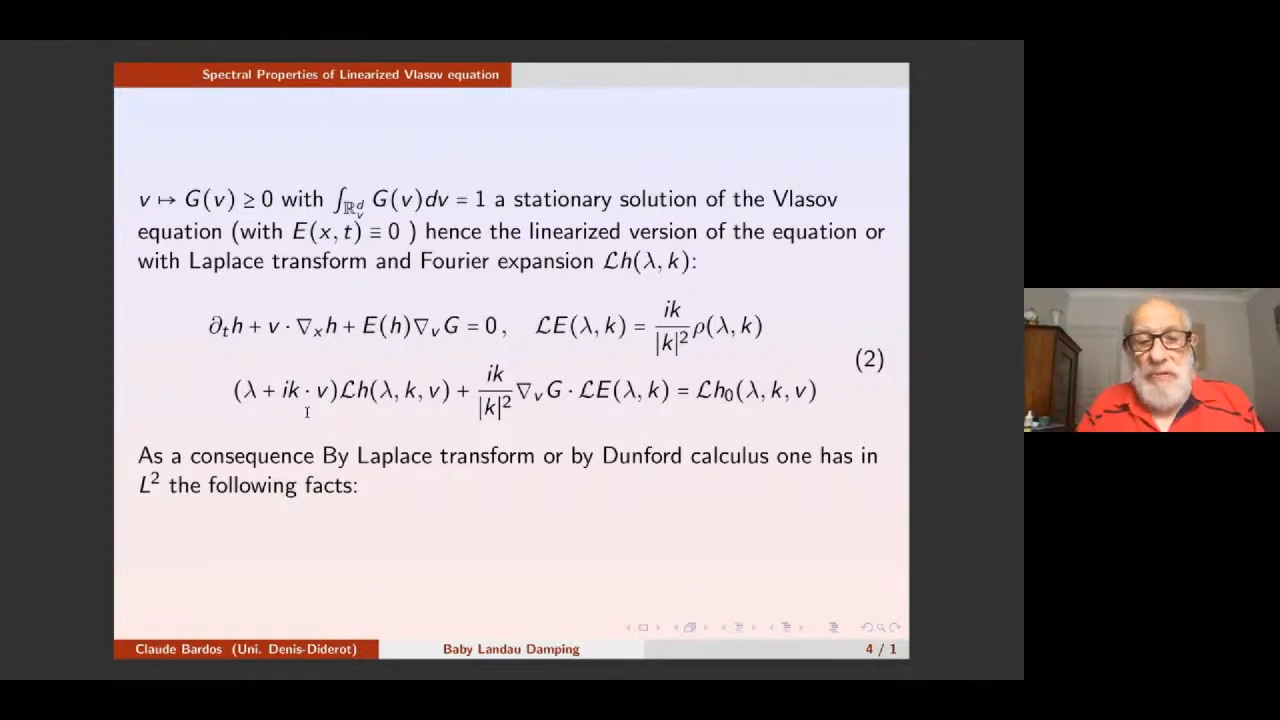 Spectral Properties of Linearized Vlasov equation
v ↦ G(v) ≥ 0 with ∫_{ℝ_v^d} G(v)dv = 1 a stationary solution of the Vlasov
equation (with E(x, t) ≡ 0 ) hence the linearized version of the equation or
with Laplace transform and Fourier expansion ℒh(λ, k):
∂_t h + v · ∇_x h + E(h)∇_v G = 0 , ℒE(λ, k) = \frac{ik}{|k|^2} ρ(λ, k)
(λ + ik · v)ℒh(λ, k, v) + \frac{ik}{|k|^2} ∇_v G · ℒE(λ, k) = ℒh_0(λ, k, v)
(2)
As a consequence By Laplace transform or by Dunford calculus one has in
L^2 the following facts:
Claude Bardos (Uni. Denis-Diderot) Baby Landau Damping 4 / 1